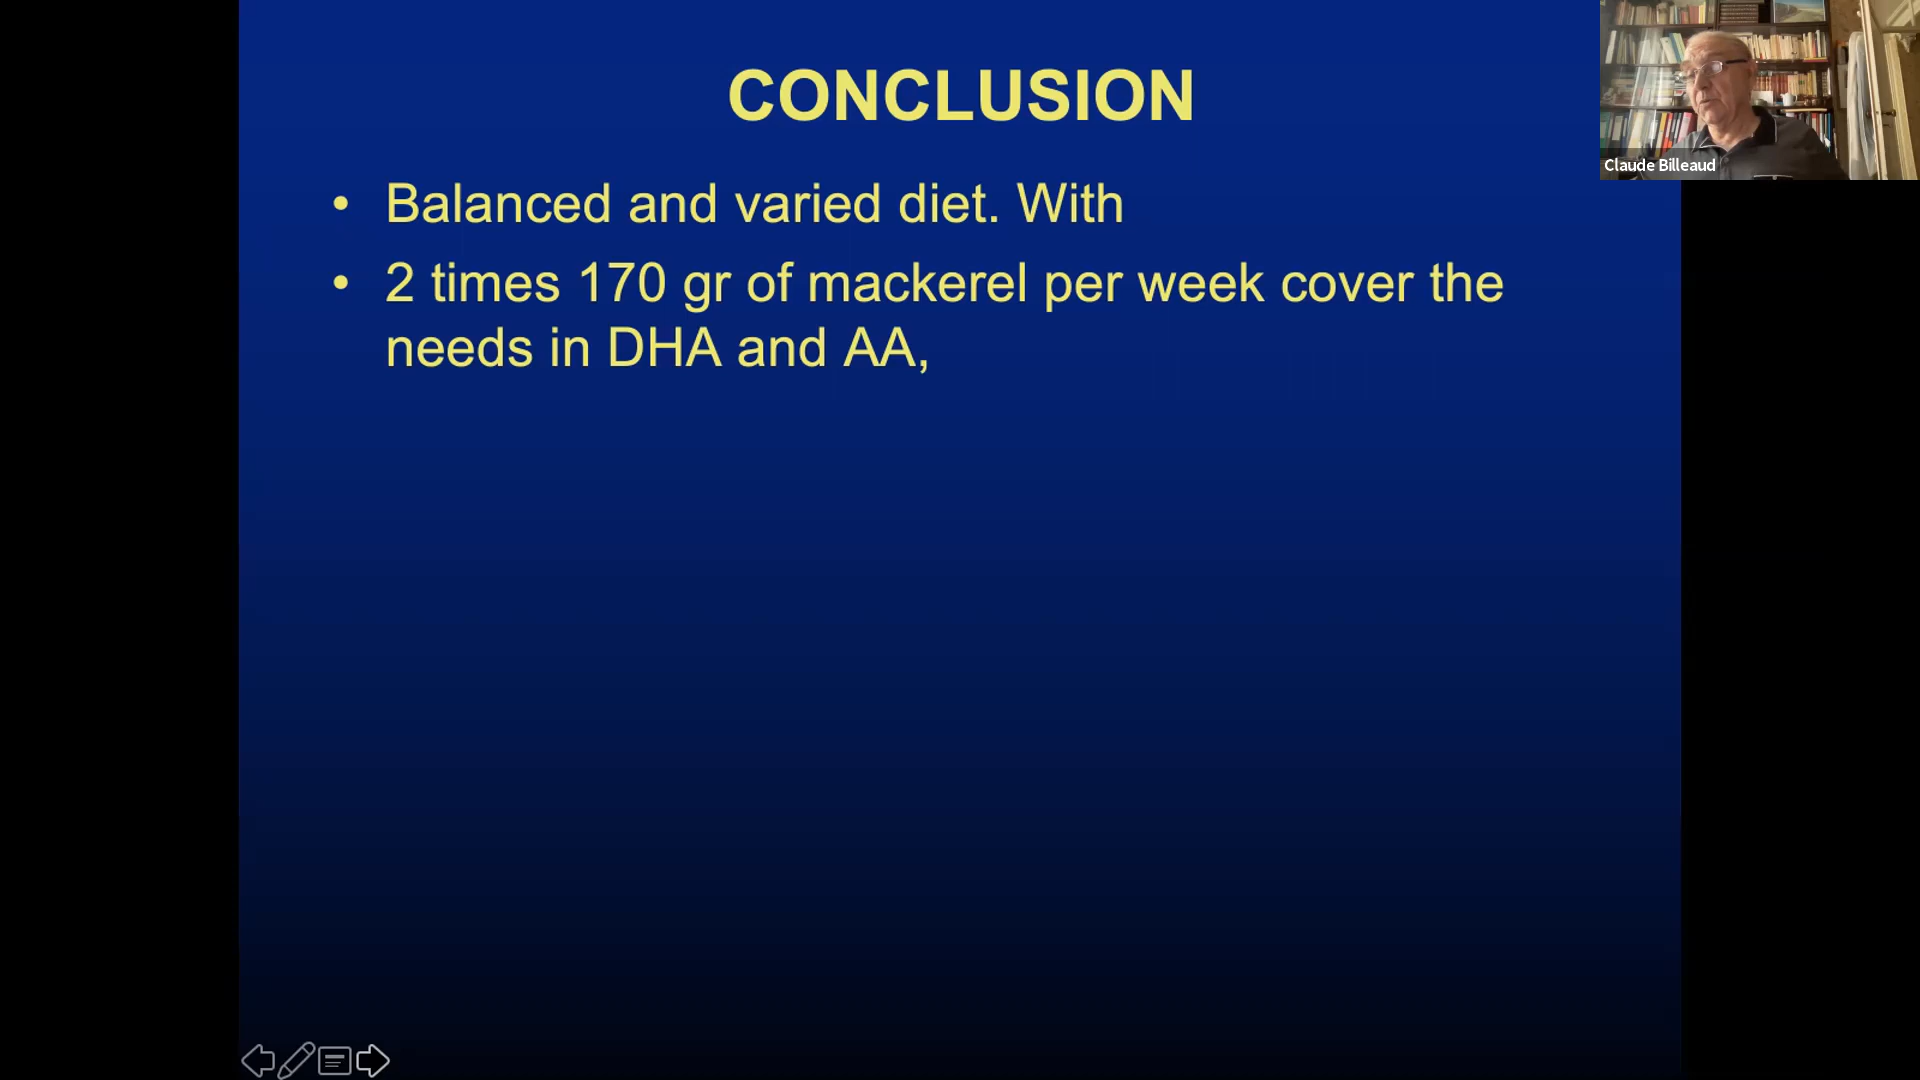 CONCLUSION
• Balanced and varied diet. With
• 2 times 170 gr of mackerel per week cover the
needs in DHA and AA,
Claude Billeaud